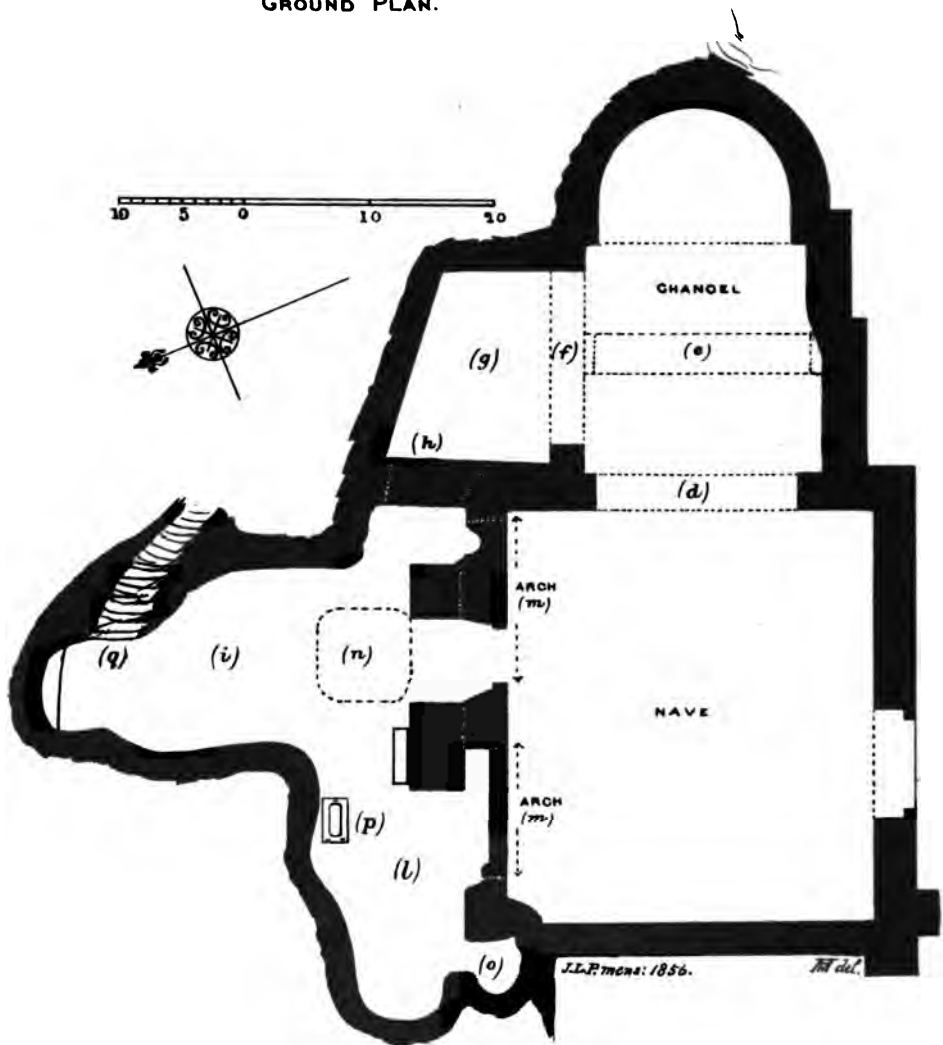 GROUND PLAN.
10 5 0 10 20
CHANCEL
(g)
(f)
(e)
(h)
(d)
ARCH
(m)
(q)
(i)
(n)
NAVE
ARCH
(m)
(p)
(l)
(o)
J.L.P. mens: 1856.
del.